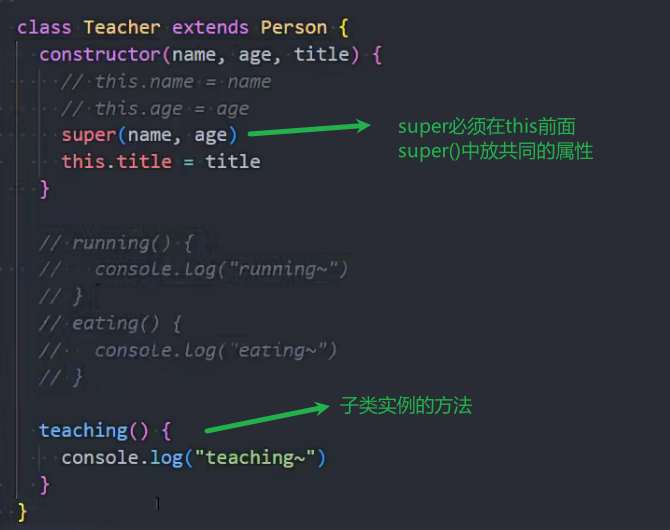 class Teacher extends Person {
constructor(name, age, title) {
// this.name = name
// this.age = age
super(name, age)
super必须在this前面
super()中放共同的属性
this.title = title
}
// running() {
//   console.log("running~")
// }
// eating() {
//   console.log("eating~")
// }
子类实例的方法
teaching() {
console.log("teaching~")
}
}